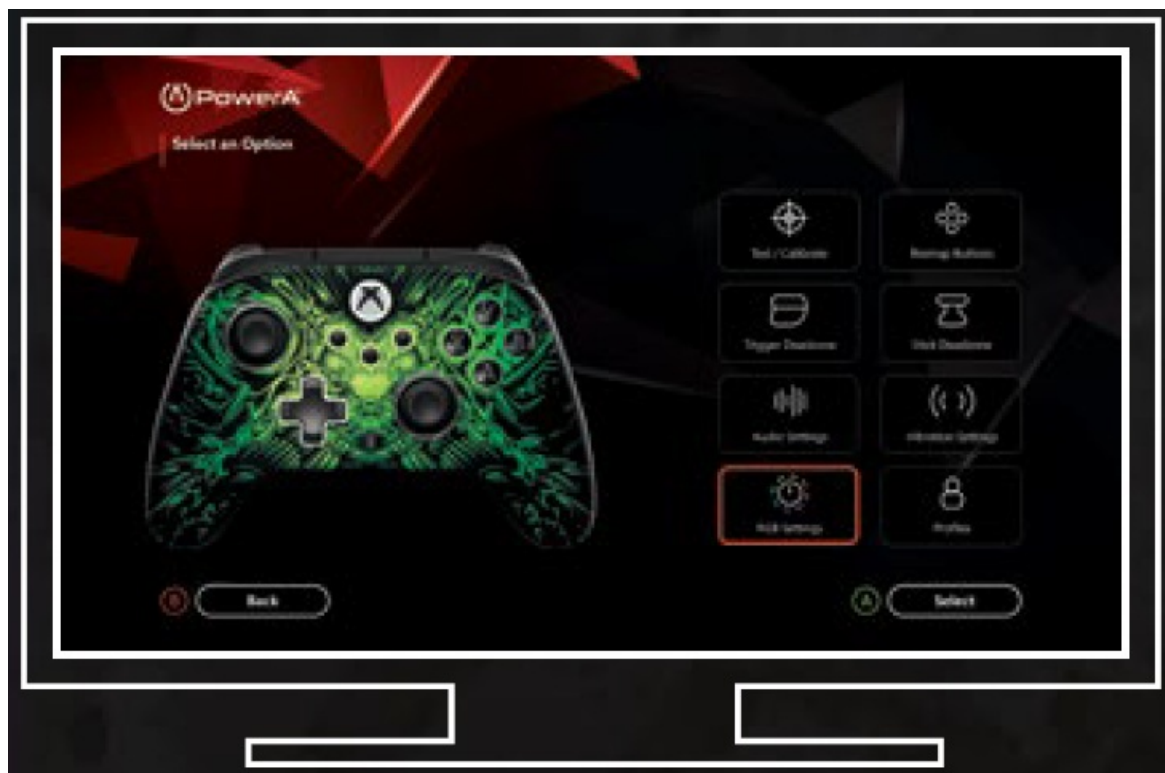 PowerA
Select an Option
Test / Calibrate
Remap Buttons
Trigger Deadzone
Stick Deadzone
Audio Settings
Vibration Settings
RGB Settings
Profiles
B
Back
A
Select